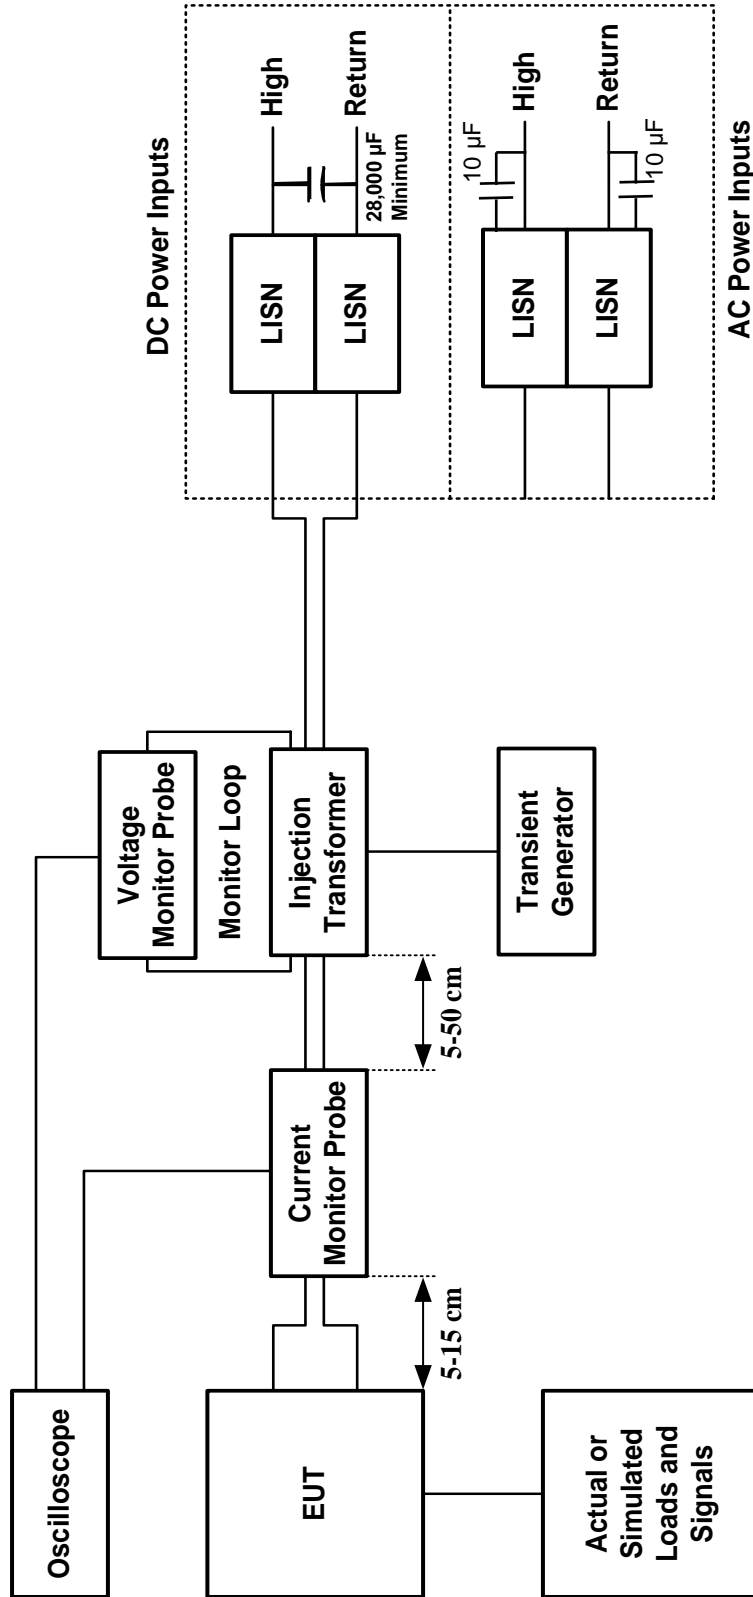 Oscilloscope
EUT
Actual or
Simulated
Loads and
Signals
5-15 cm
Current
Monitor Probe
5-50 cm
Voltage
Monitor Probe
Monitor Loop
Injection
Transformer
Transient
Generator
DC Power Inputs
LISN
LISN
High
Return
28,000 µF
Minimum
LISN
LISN
10 µF
High
Return
10 µF
AC Power Inputs